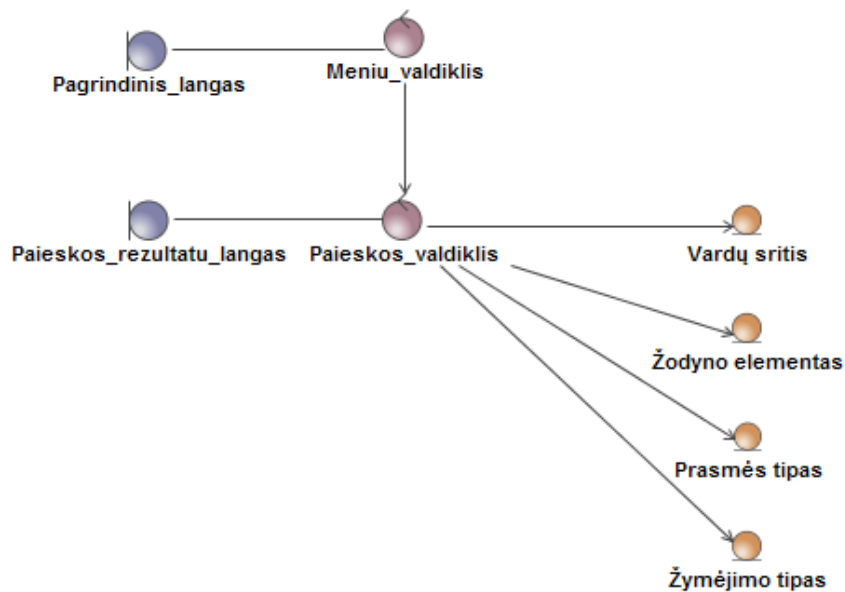 Pagrindinis_langas
Meniu_valdiklis
Paieskos_rezultatu_langas
Paieskos_valdiklis
Vardų sritis
Žodyno elementas
Prasmės tipas
Žymėjimo tipas